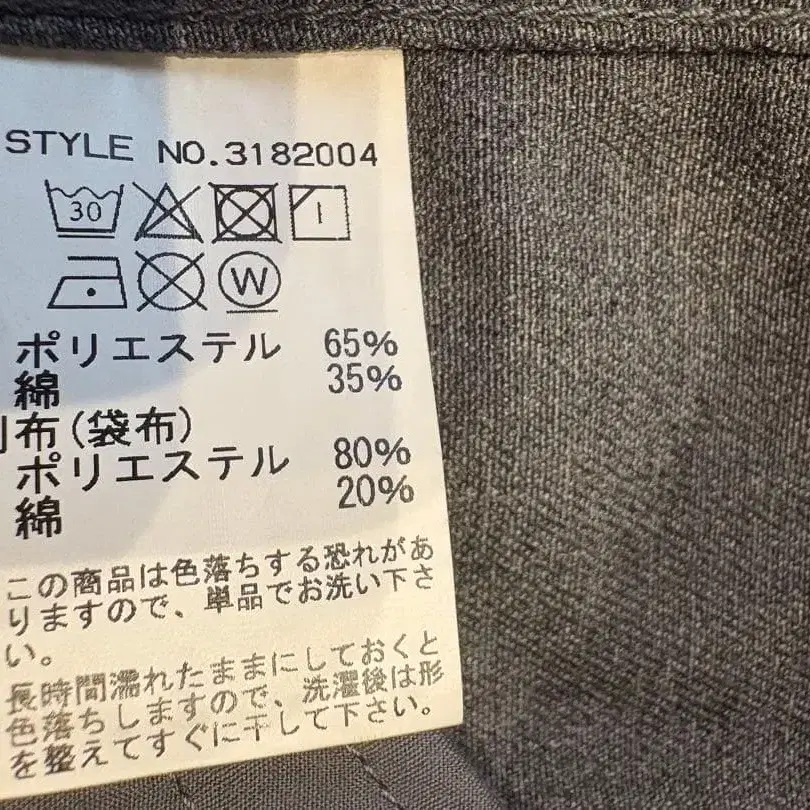 STYLE NO.3182004
30
W
ポリエステル 65%
綿 35%
別布(袋布)
ポリエステル 80%
綿 20%
この商品は色落ちする恐れがあ
りますので、単品でお洗い下さ
い。
長時間濡れたままにしておくと
色落ちしますので、洗濯後は形
を整えてすぐに干して下さい。